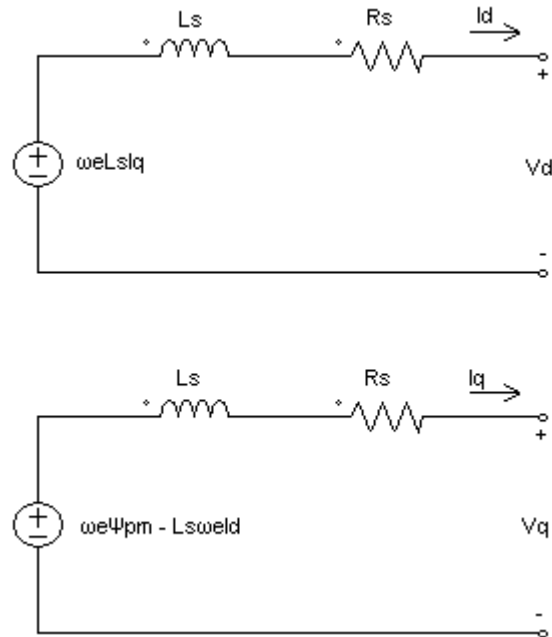 Ls
Rs
Id
+
+
−
ωeLsIq
Vd
-
Ls
Rs
Iq
+
+
−
ωeΨpm - LsωeId
Vq
-